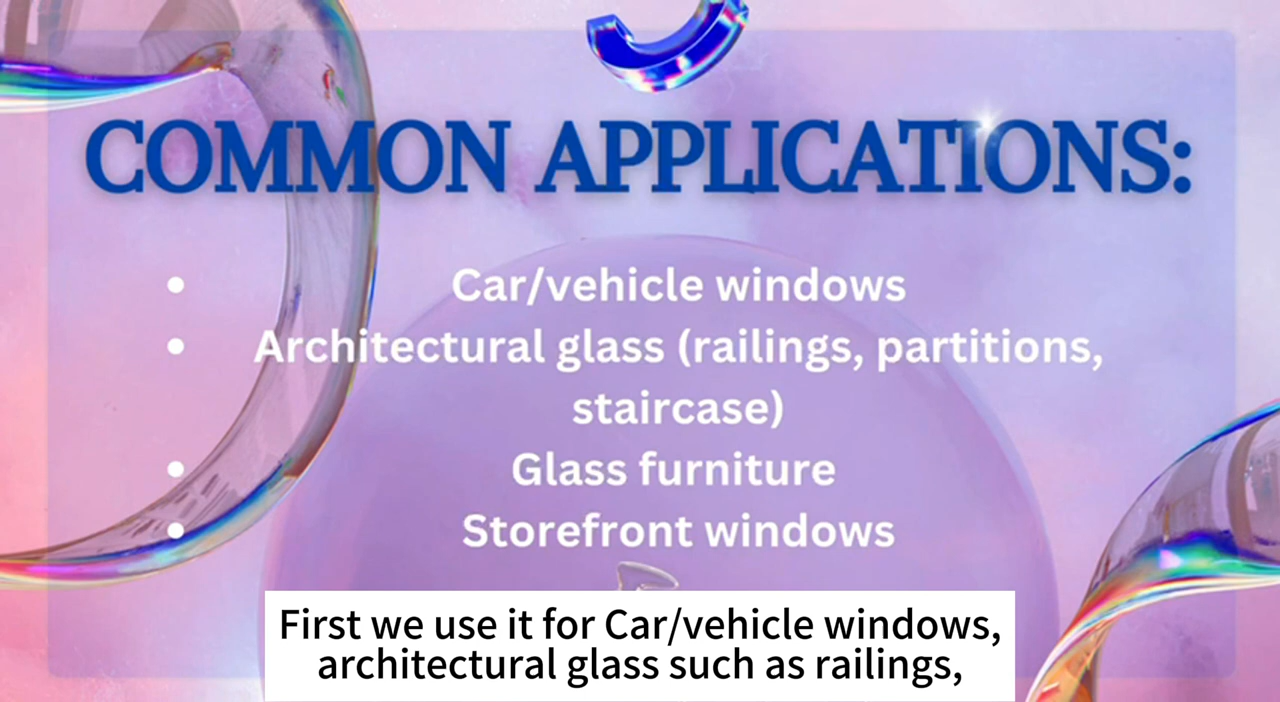 COMMON APPLICATIONS:
• Car/vehicle windows
• Architectural glass (railings, partitions,
staircase)
• Glass furniture
• Storefront windows
First we use it for Car/vehicle windows,
architectural glass such as railings,